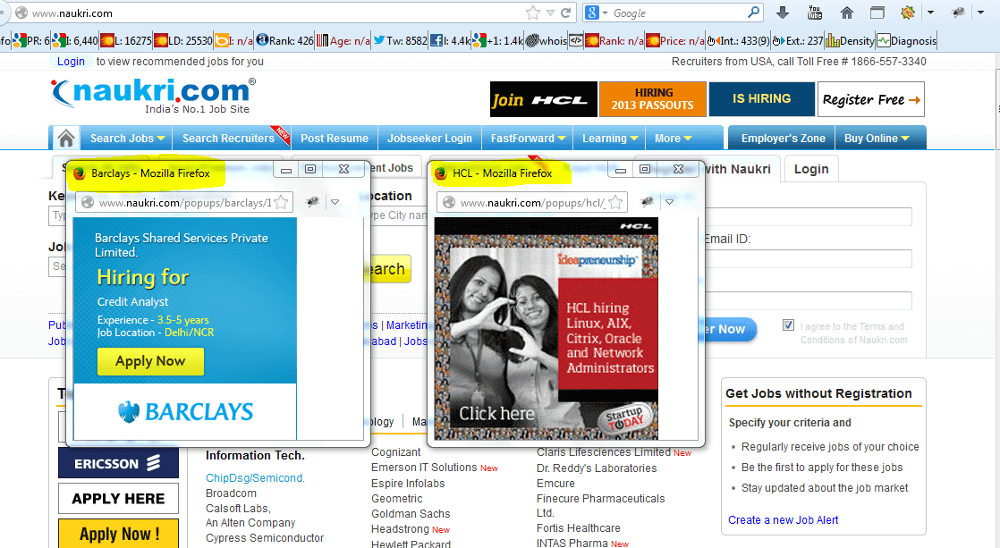 www.naukri.com
Google
You
Tube
PR: 6
I: 6,440
L: 16275
LD: 25530
I: n/a
Rank: 426
Age: n/a
Tw: 8582
I: 4.4k
+1: 1.4k
whois
Rank: n/a
Price: n/a
Int.: 433(9)
Ext.: 237
Density
Diagnosis
Login to view recommended jobs for you
Recruiters from USA, call Toll Free # 1866-557-3340
naukri.com®
India's No.1 Job Site
Join HCL
HIRING
2013 PASSOUTS
IS HIRING
Register Free
Search Jobs
Search Recruiters
NEW
Post Resume
Jobseeker Login
FastForward
Learning
More
Employer's Zone
Buy Online
Barclays - Mozilla Firefox
HCL - Mozilla Firefox
ent Jobs
with Naukri
Login
www.naukri.com/popups/barclays/1
www.naukri.com/popups/hcl/
Ke
ocation
Ty
ype City nam
Barclays Shared Services Private
Limited.
Hiring for
Credit Analyst
Experience - 3.5-5 years
Job Location - Delhi/NCR
Apply Now
BARCLAYS
HCL
ideapreneurship™
HCL hiring
Linux, AIX,
Citrix, Oracle
and Network
Administrators
Click here
Startup
TODAY
Email ID:
Job
Se
earch
er Now
I agree to the Terms and
Conditions of Naukri.com
Pub
s | Marketin
Job
abad | Jobs
T
ology
Ma
ERICSSON
APPLY HERE
Apply Now !
Information Tech.
ChipDsg/Semicond.
Broadcom
Calsoft Labs,
An Alten Company
Cypress Semiconductor
Cognizant
Emerson IT Solutions New
Espire Infolabs
Geometric
Goldman Sachs
Headstrong New
Hewlett Packard
Claris Lifesciences Limited New
Dr. Reddy's Laboratories
Emcure
Finecure Pharmaceuticals
Ltd.
Fortis Healthcare
INTAS Pharma New
Get Jobs without Registration
Specify your criteria and
Regularly receive jobs of your choice
Be the first to apply for these jobs
Stay updated about the job market
Create a new Job Alert